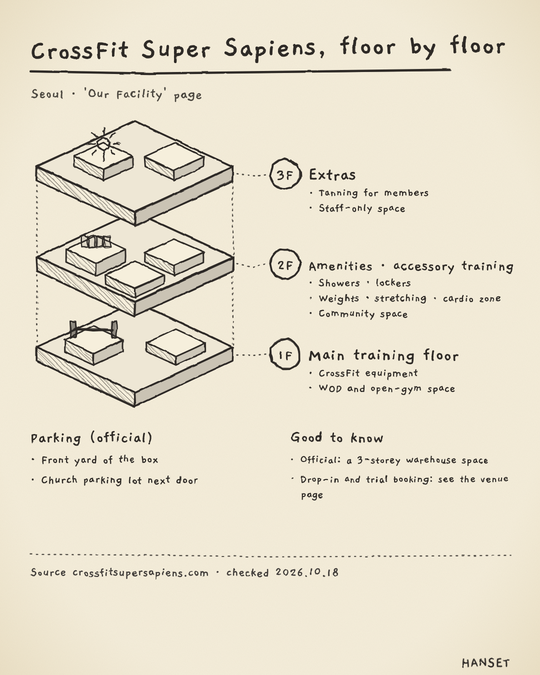 CrossFit Super Sapiens, floor by floor
Seoul · 'Our Facility' page
3F Extras
· Tanning for members
· Staff-only space
2F Amenities · accessory training
· Showers · lockers
· Weights · stretching · cardio zone
· Community space
1F Main training floor
· CrossFit equipment
· WOD and open-gym space
Parking (official)
· Front yard of the box
· Church parking lot next door
Good to know
· Official: a 3-storey warehouse space
· Drop-in and trial booking: see the venue
page
Source crossfitsupersapiens.com · checked 2026.10.18
HANSET